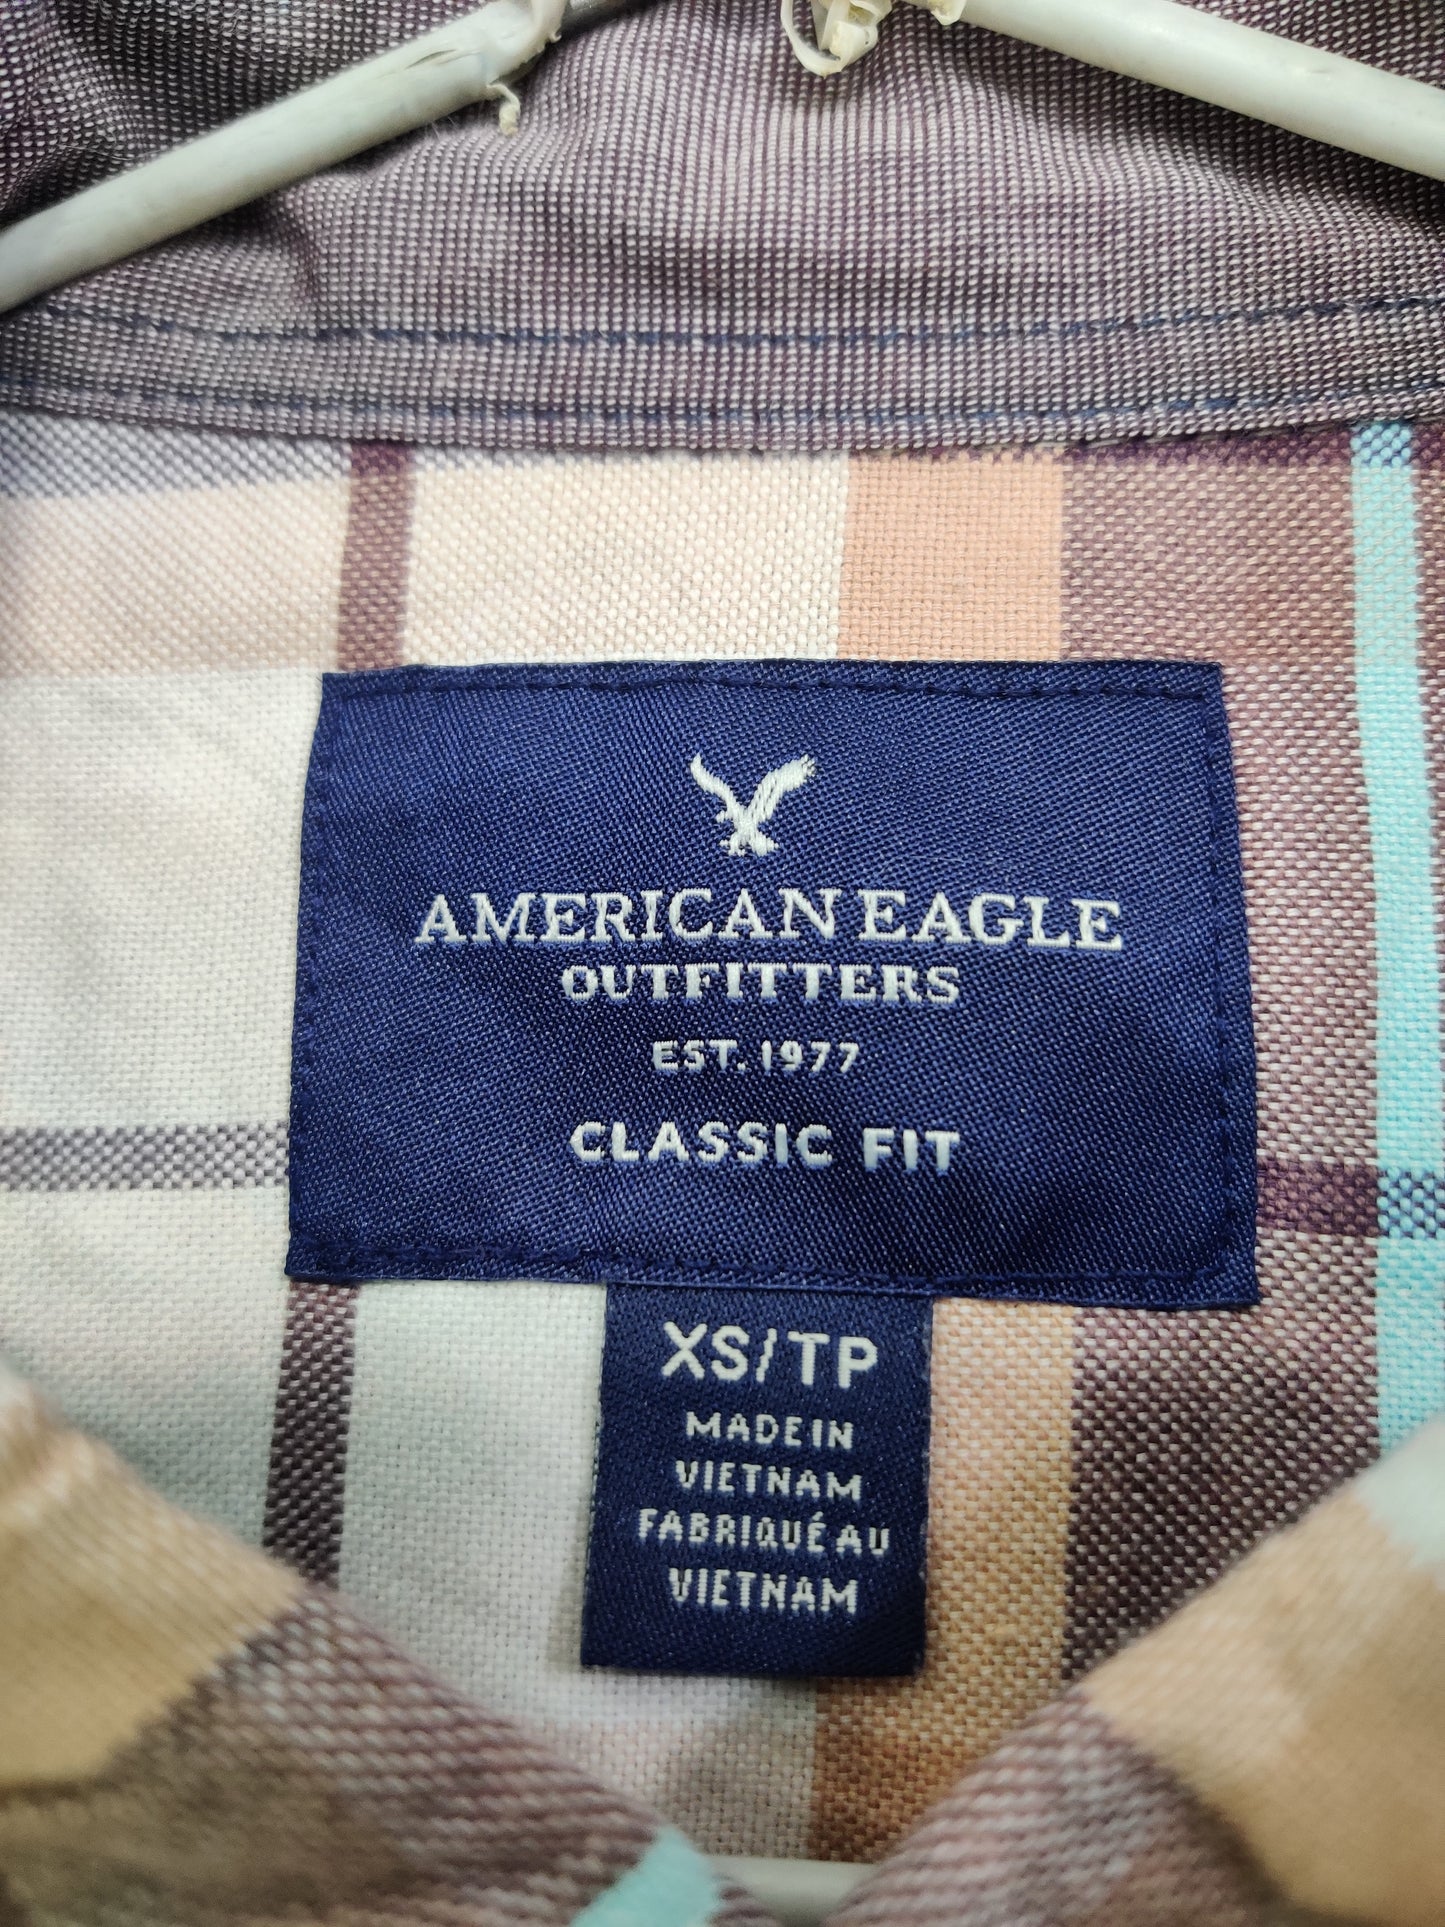 AMERICAN EAGLE
OUTFITTERS
EST. 1977
CLASSIC FIT
XS/TP
MADE IN
VIETNAM
FABRIQUÉ AU
VIETNAM